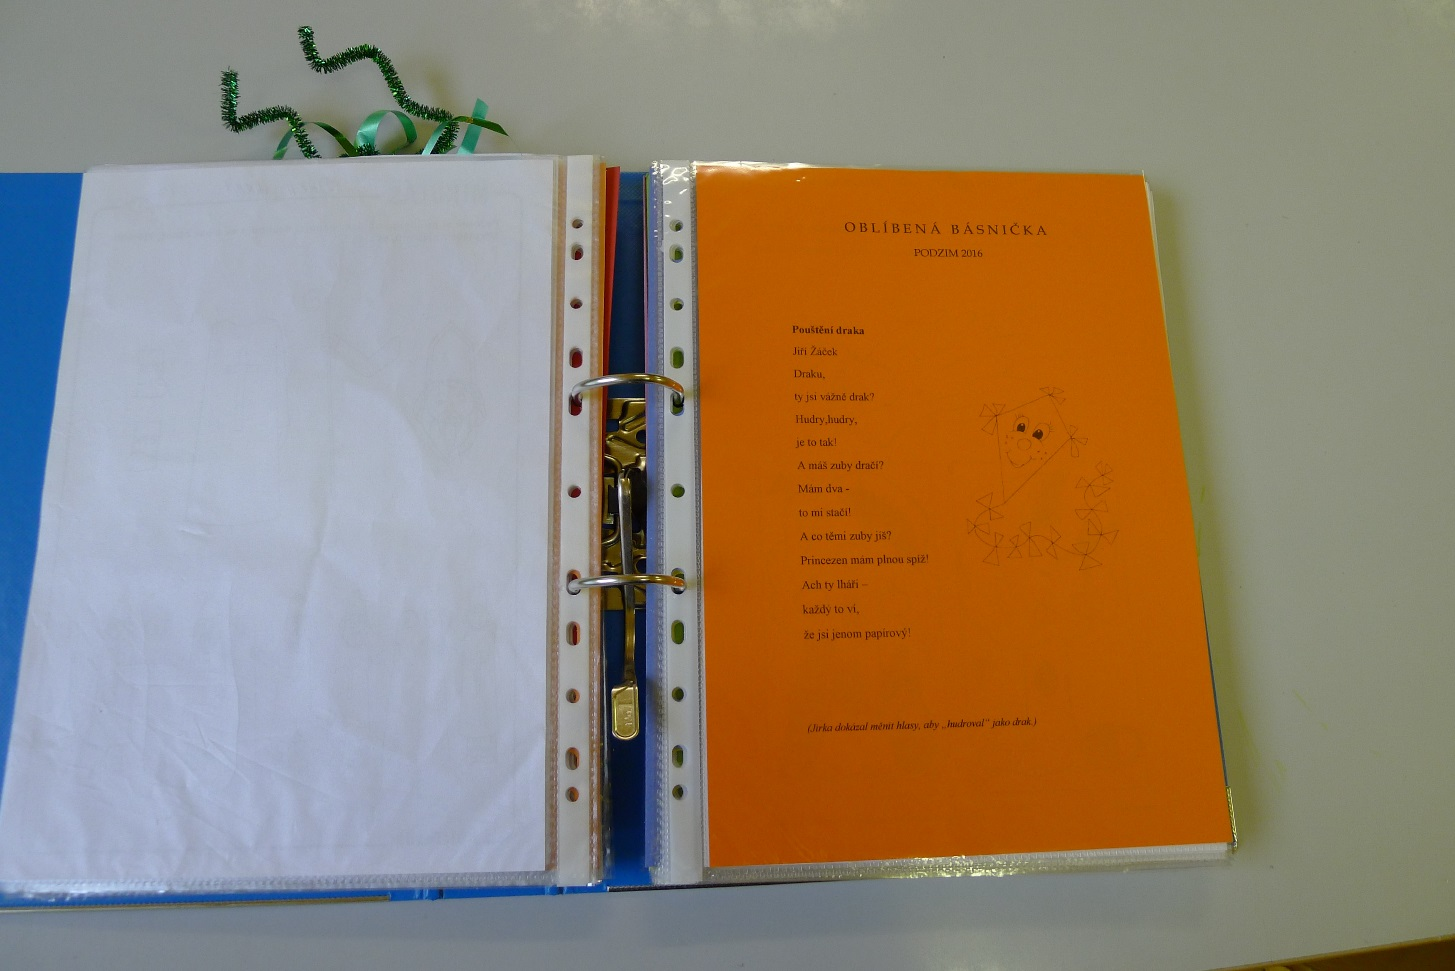 OBLÍBENÁ BÁSNIČKA
PODZIM 2016
Pouštění draka
Jiří Žáček
Draku,
ty jsi vážně drak?
Hudry,hudry,
je to tak!
A máš zuby dračí?
Mám dva -
to mi stačí!
A co těmi zuby jíš?
Princezen mám plnou spíž!
Ach ty lháři –
každý to ví,
že jsi jenom papírový!
(Jirka dokázal měnit hlasy, aby „hudroval" jako drak.)